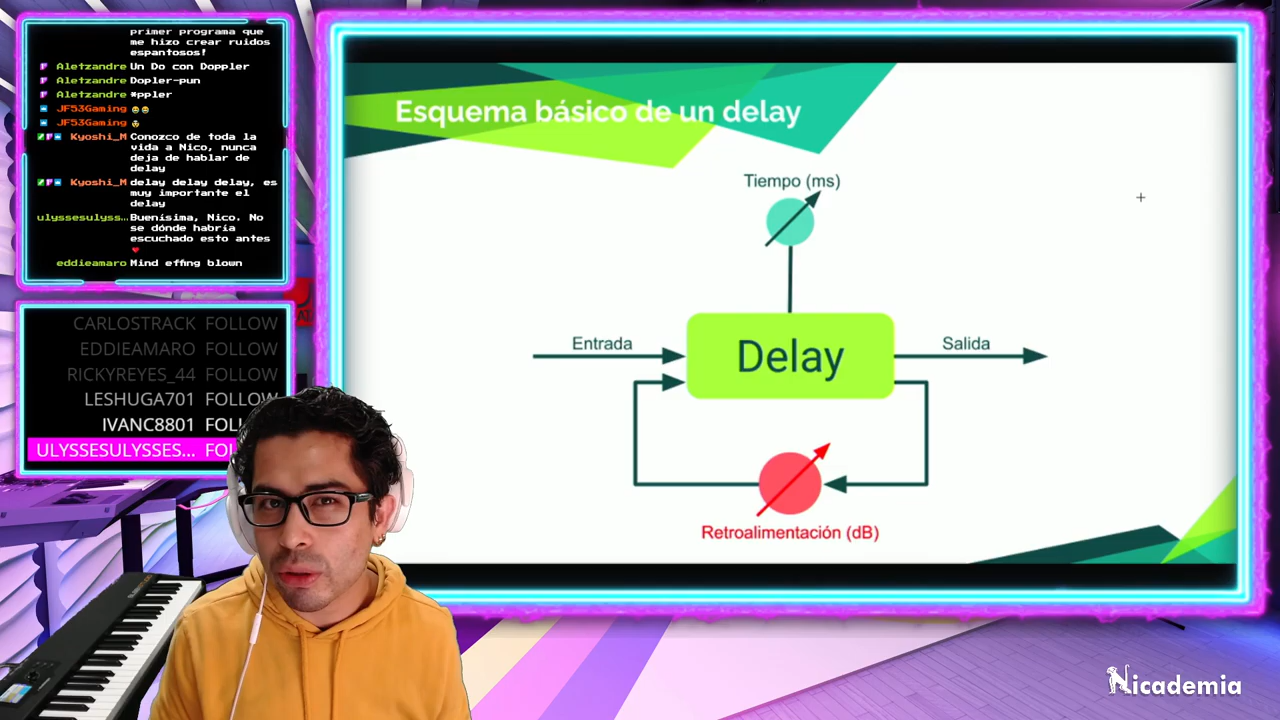 primer programa que
me hizo crear ruidos
espantosos!
Aletzandre Un Do con Doppler
Aletzandre Dopler-pun
Aletzandre *ppler
JF53Gaming
JF53Gaming
Kyoshi_M Conozco de toda la
vida a Nico, nunca
deja de hablar de
delay
Kyoshi_M delay delay delay, es
muy importante el
delay
ulyssesulyss… Buenísima, Nico. No
se dónde habría
escuchado esto antes
eddieamaro Mind effing blown
CARLOSTRACK FOLLOW
EDDIEAMARO FOLLOW
RICKYREYES_44 FOLLOW
LESHUGA701 FOLLOW
IVANC8801 FOLL
ULYSSESULYSSES... FOL
Esquema básico de un delay
Tiempo (ms)
Entrada
Delay
Salida
Retroalimentación (dB)
Nicademia